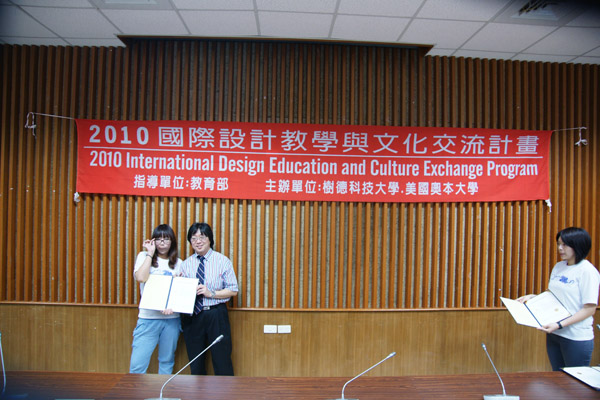 2010 國際設計教學與文化交流計畫
2010 International Design Education and Culture Exchange Program
指導單位:教育部 主辦單位:樹德科技大學.美國奧本大學